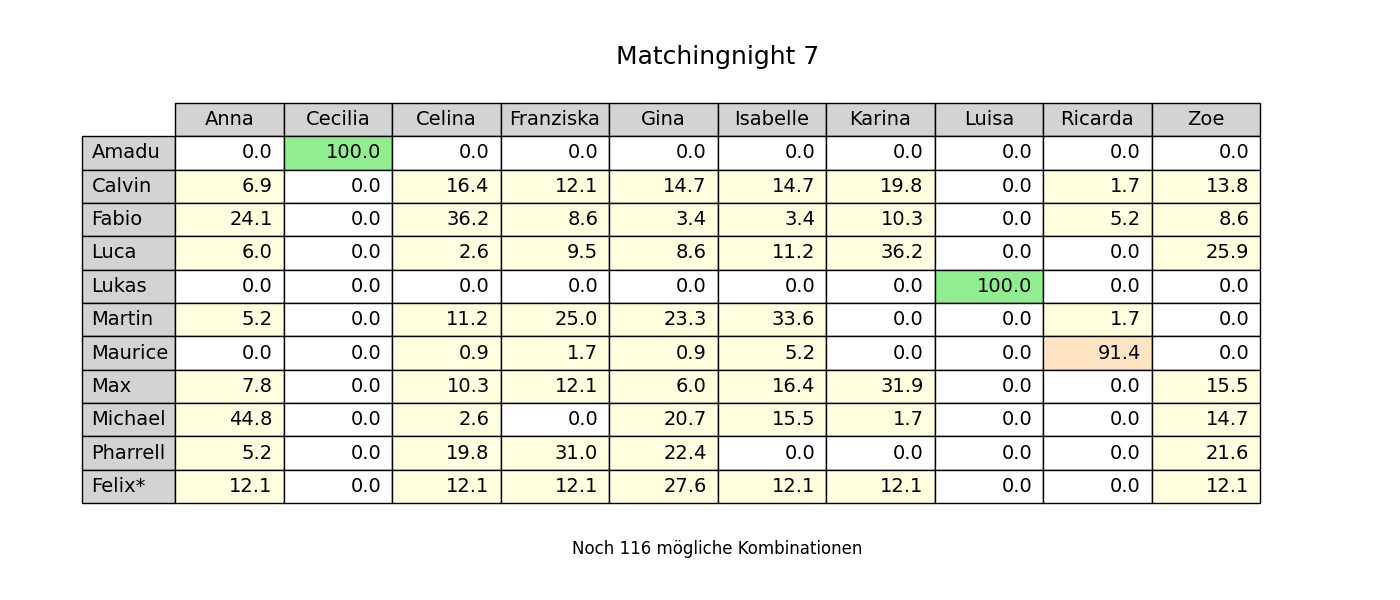 Matchingnight 7
Anna Cecilia Celina Franziska Gina Isabelle Karina Luisa Ricarda Zoe
Amadu 0.0 100.0 0.0 0.0 0.0 0.0 0.0 0.0 0.0 0.0
Calvin 6.9 0.0 16.4 12.1 14.7 14.7 19.8 0.0 1.7 13.8
Fabio 24.1 0.0 36.2 8.6 3.4 3.4 10.3 0.0 5.2 8.6
Luca 6.0 0.0 2.6 9.5 8.6 11.2 36.2 0.0 0.0 25.9
Lukas 0.0 0.0 0.0 0.0 0.0 0.0 0.0 100.0 0.0 0.0
Martin 5.2 0.0 11.2 25.0 23.3 33.6 0.0 0.0 1.7 0.0
Maurice 0.0 0.0 0.9 1.7 0.9 5.2 0.0 0.0 91.4 0.0
Max 7.8 0.0 10.3 12.1 6.0 16.4 31.9 0.0 0.0 15.5
Michael 44.8 0.0 2.6 0.0 20.7 15.5 1.7 0.0 0.0 14.7
Pharrell 5.2 0.0 19.8 31.0 22.4 0.0 0.0 0.0 0.0 21.6
Felix* 12.1 0.0 12.1 12.1 27.6 12.1 12.1 0.0 0.0 12.1
Noch 116 mögliche Kombinationen